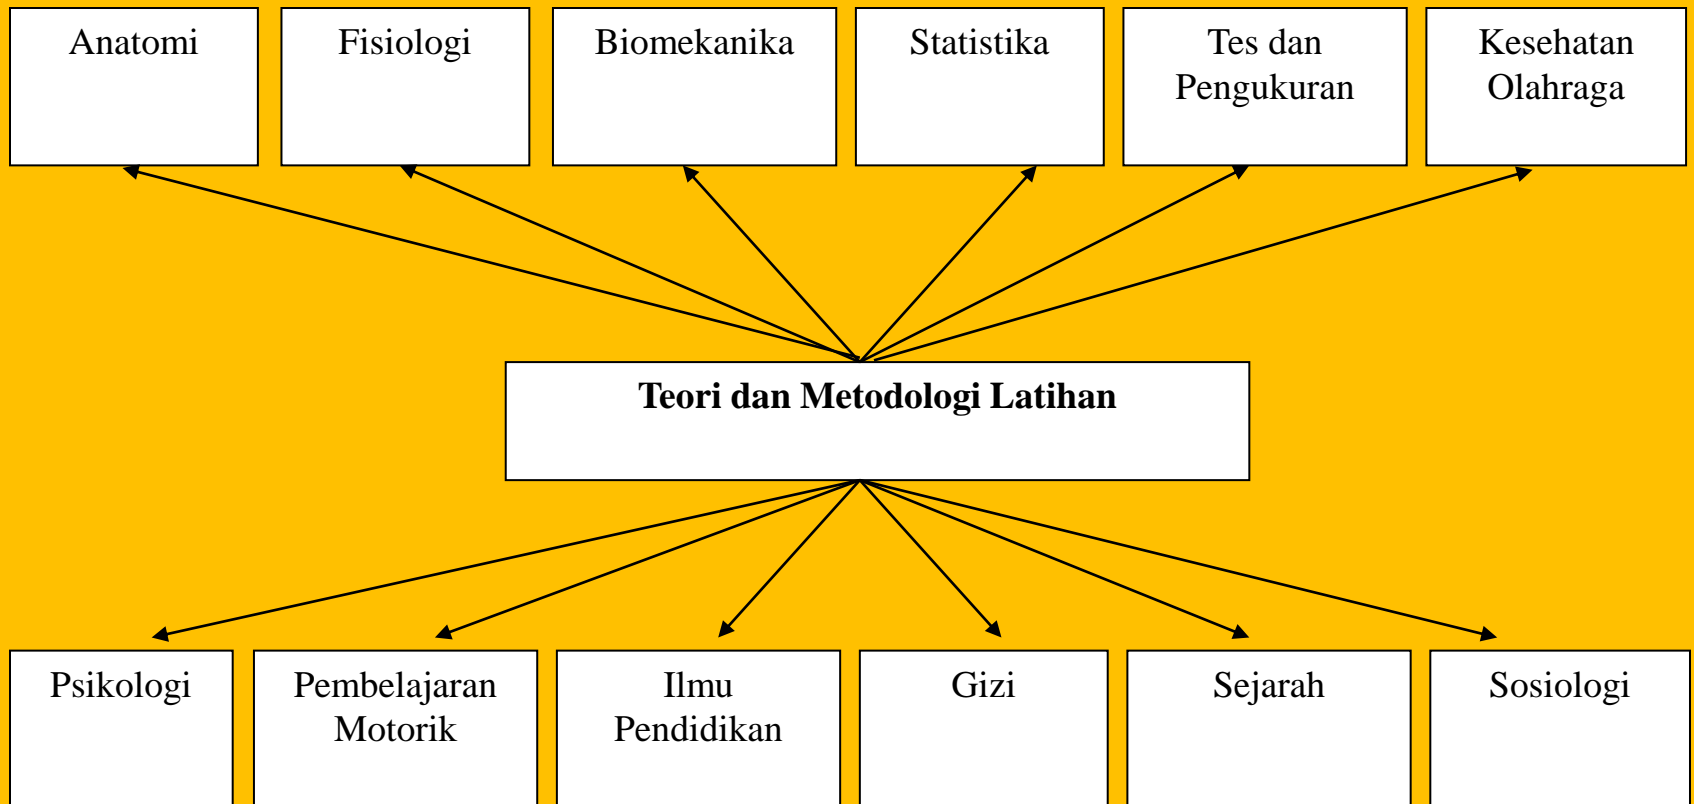 Anatomi
Fisiologi
Biomekanika
Statistika
Tes dan
Pengukuran
Kesehatan
Olahraga
Teori dan Metodologi Latihan
Psikologi
Pembelajaran
Motorik
Ilmu
Pendidikan
Gizi
Sejarah
Sosiologi